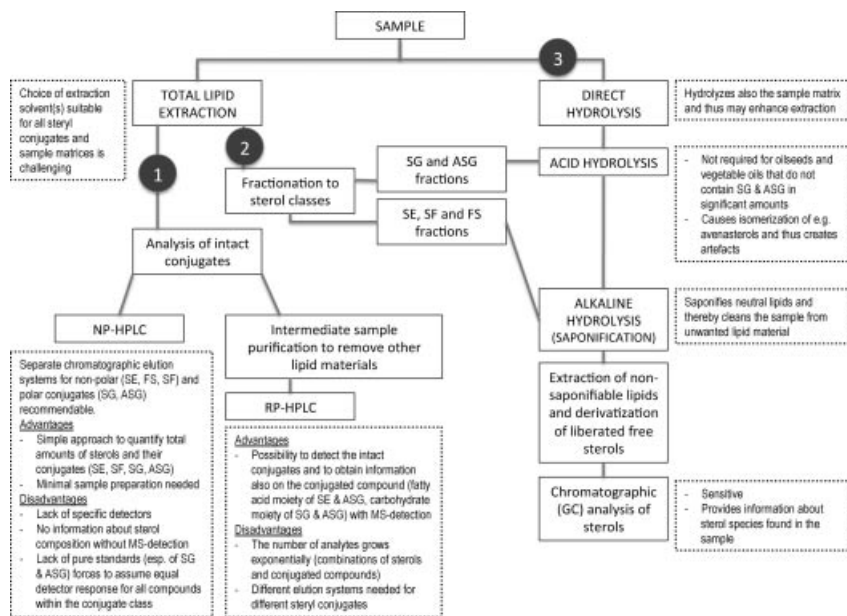 SAMPLE
3
Choice of extraction
solvent(s) suitable
for all steryl
conjugates and
sample matrices is
challenging
TOTAL LIPID
EXTRACTION
DIRECT
HYDROLYSIS
Hydrolyzes also the sample matrix
and thus may enhance extraction
1
2
Fractionation to
sterol classes
SG and ASG
fractions
ACID HYDROLYSIS
- Not required for oilseeds and
vegetable oils that do not
contain SG & ASG in
significant amounts
- Causes isomerization of e.g.
avenasterols and thus creates
artefacts
SE, SF and FS
fractions
Analysis of intact
conjugates
ALKALINE
HYDROLYSIS
(SAPONIFICATION)
Saponifies neutral lipids and
thereby cleans the sample from
unwanted lipid material
NP-HPLC
Intermediate sample
purification to remove other
lipid materials
Separate chromatographic elution
systems for non-polar (SE, FS, SF) and
polar conjugates (SG, ASG)
recommendable.
Advantages
- Simple approach to quantify total
amounts of sterols and their
conjugates (SE, SF, SG, ASG)
- Minimal sample preparation needed
Disadvantages
- Lack of specific detectors
- No information about sterol
composition without MS-detection
- Lack of pure standards (esp. of SG
& ASG) forces to assume equal
detector response for all compounds
within the conjugate class
RP-HPLC
Advantages
- Possibility to detect the intact
conjugates and to obtain information
also on the conjugated compound (fatty
acid moiety of SE & ASG, carbohydrate
moiety of SG & ASG) with MS-detection
Disadvantages
- The number of analytes grows
exponentially (combinations of sterols
and conjugated compounds)
- Different elution systems needed for
different steryl conjugates
Extraction of non-
saponifiable lipids
and derivatization
of liberated free
sterols
Chromatographic
(GC) analysis of
sterols
- Sensitive
- Provides information about
sterol species found in the
sample